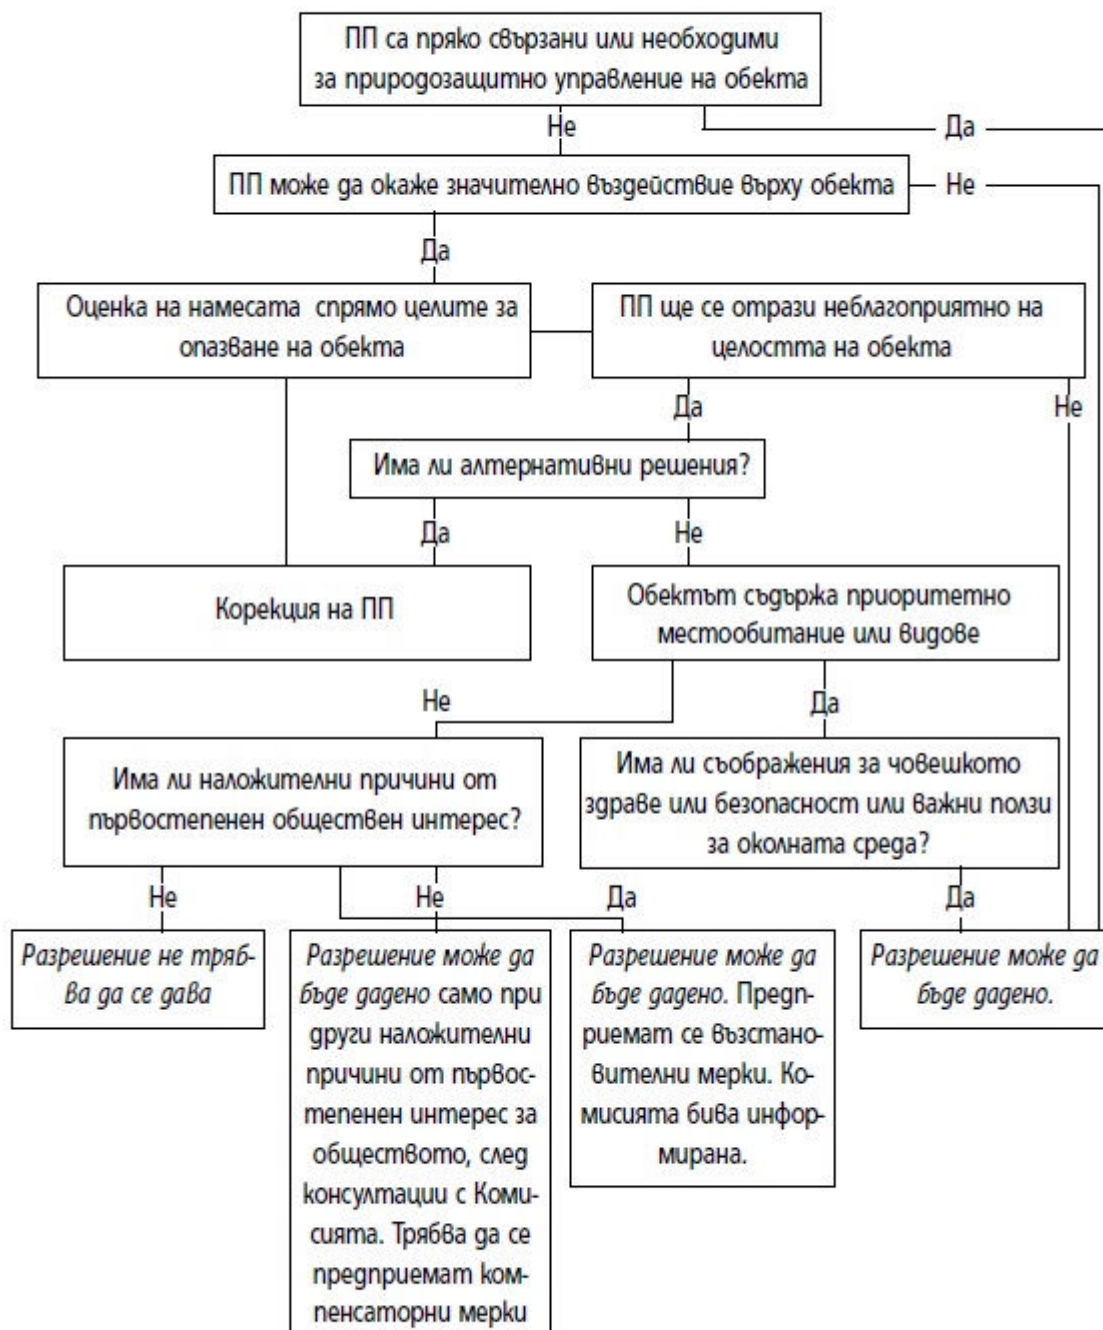 ПП са пряко свързани или необходими
за природозащитно управление на обекта
Не
Да
ПП може да окаже значително въздействие върху обекта
Не
Да
Оценка на намесата спрямо целите за
опазване на обекта
ПП ще се отрази неблагоприятно на
целостта на обекта
Да
Не
Има ли алтернативни решения?
Да
Не
Корекция на ПП
Обектът съдържа приоритетно
местообитание или видове
Не
Да
Има ли наложителни причини от
първостепенен обществен интерес?
Има ли съображения за човешкото
здраве или безопасност или важни ползи
за околната среда?
Не
Не
Да
Да
Разрешение не тряб-
ва да се дава
Разрешение може да
бъде дадено само при
други наложителни
причини от първос-
тепенен интерес за
обществото, след
консултации с Коми-
сията. Трябва да се
предприемат ком-
пенсаторни мерки
Разрешение може да
бъде дадено. Предп-
риемат се възстано-
вителни мерки. Ко-
мисията бива инфор-
мирана.
Разрешение може да
бъде дадено.